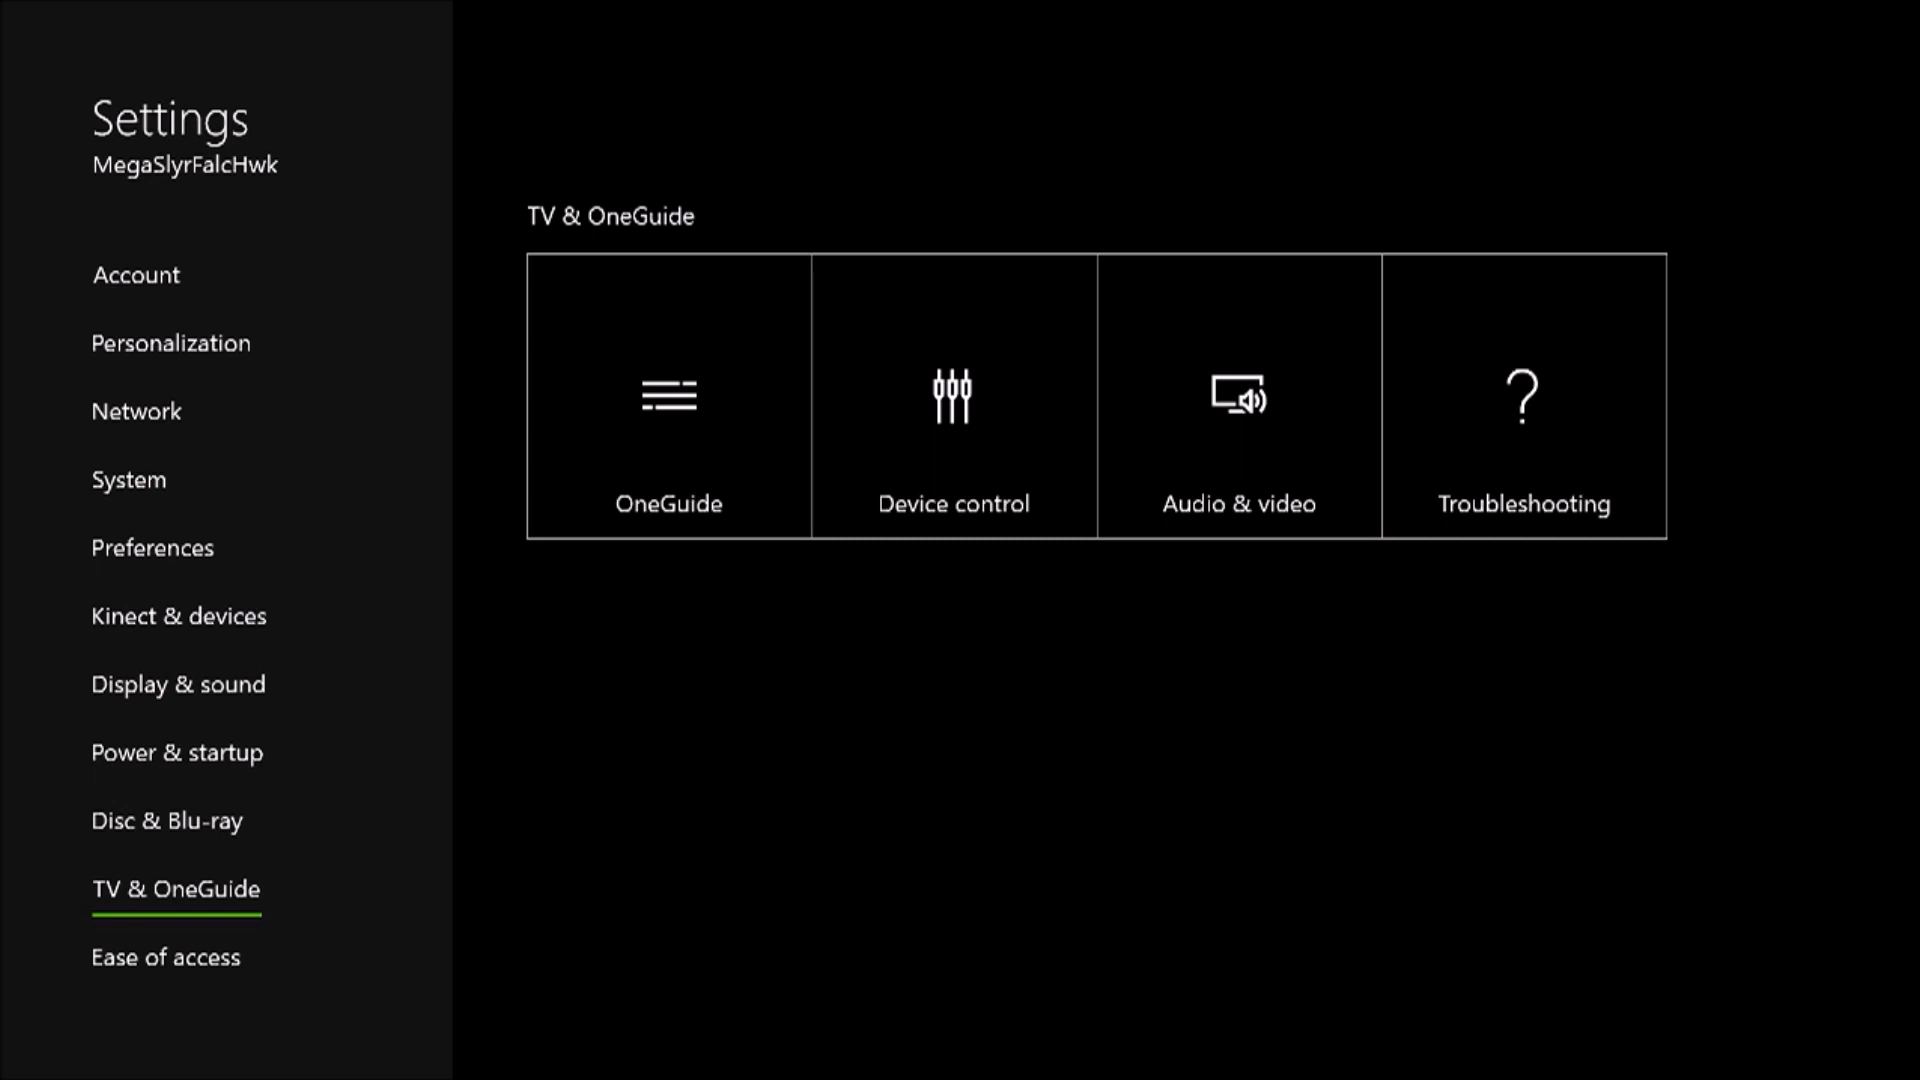 Settings
MegaSlyrFalcHwk
Account
Personalization
Network
System
Preferences
Kinect & devices
Display & sound
Power & startup
Disc & Blu-ray
TV & OneGuide
Ease of access
TV & OneGuide
OneGuide
Device control
Audio & video
Troubleshooting